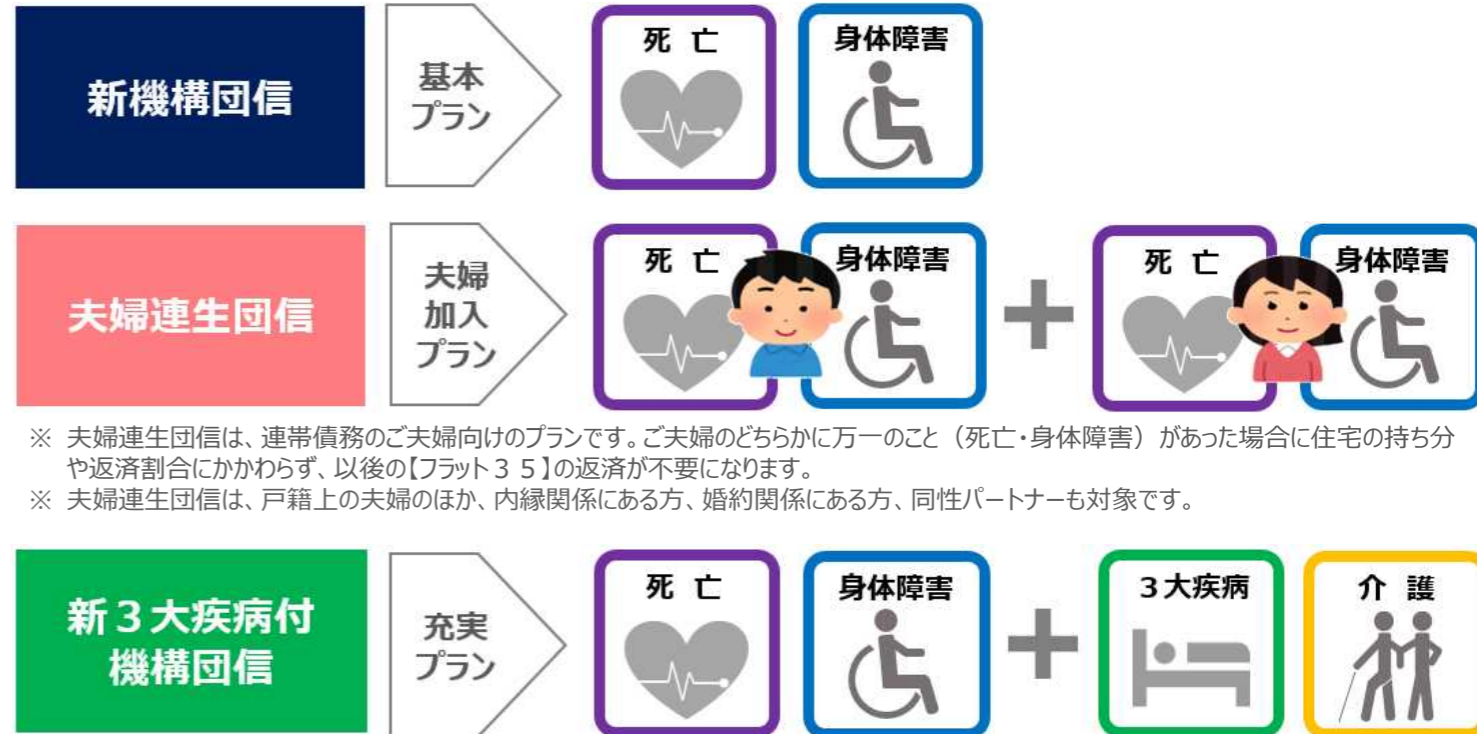 新機構団信
基本
プラン
死 亡
身体障害
夫婦連生団信
夫婦
加入
プラン
死 亡
身体障害
死 亡
身体障害
※ 夫婦連生団信は、連帯債務のご夫婦向けのプランです。ご夫婦のどちらかに万一のこと（死亡・身体障害）があった場合に住宅の持ち分
や返済割合にかかわらず、以後の【フラット３５】の返済が不要になります。
※ 夫婦連生団信は、戸籍上の夫婦のほか、内縁関係にある方、婚約関係にある方、同性パートナーも対象です。
新３大疾病付
機構団信
充実
プラン
死 亡
身体障害
３大疾病
介 護